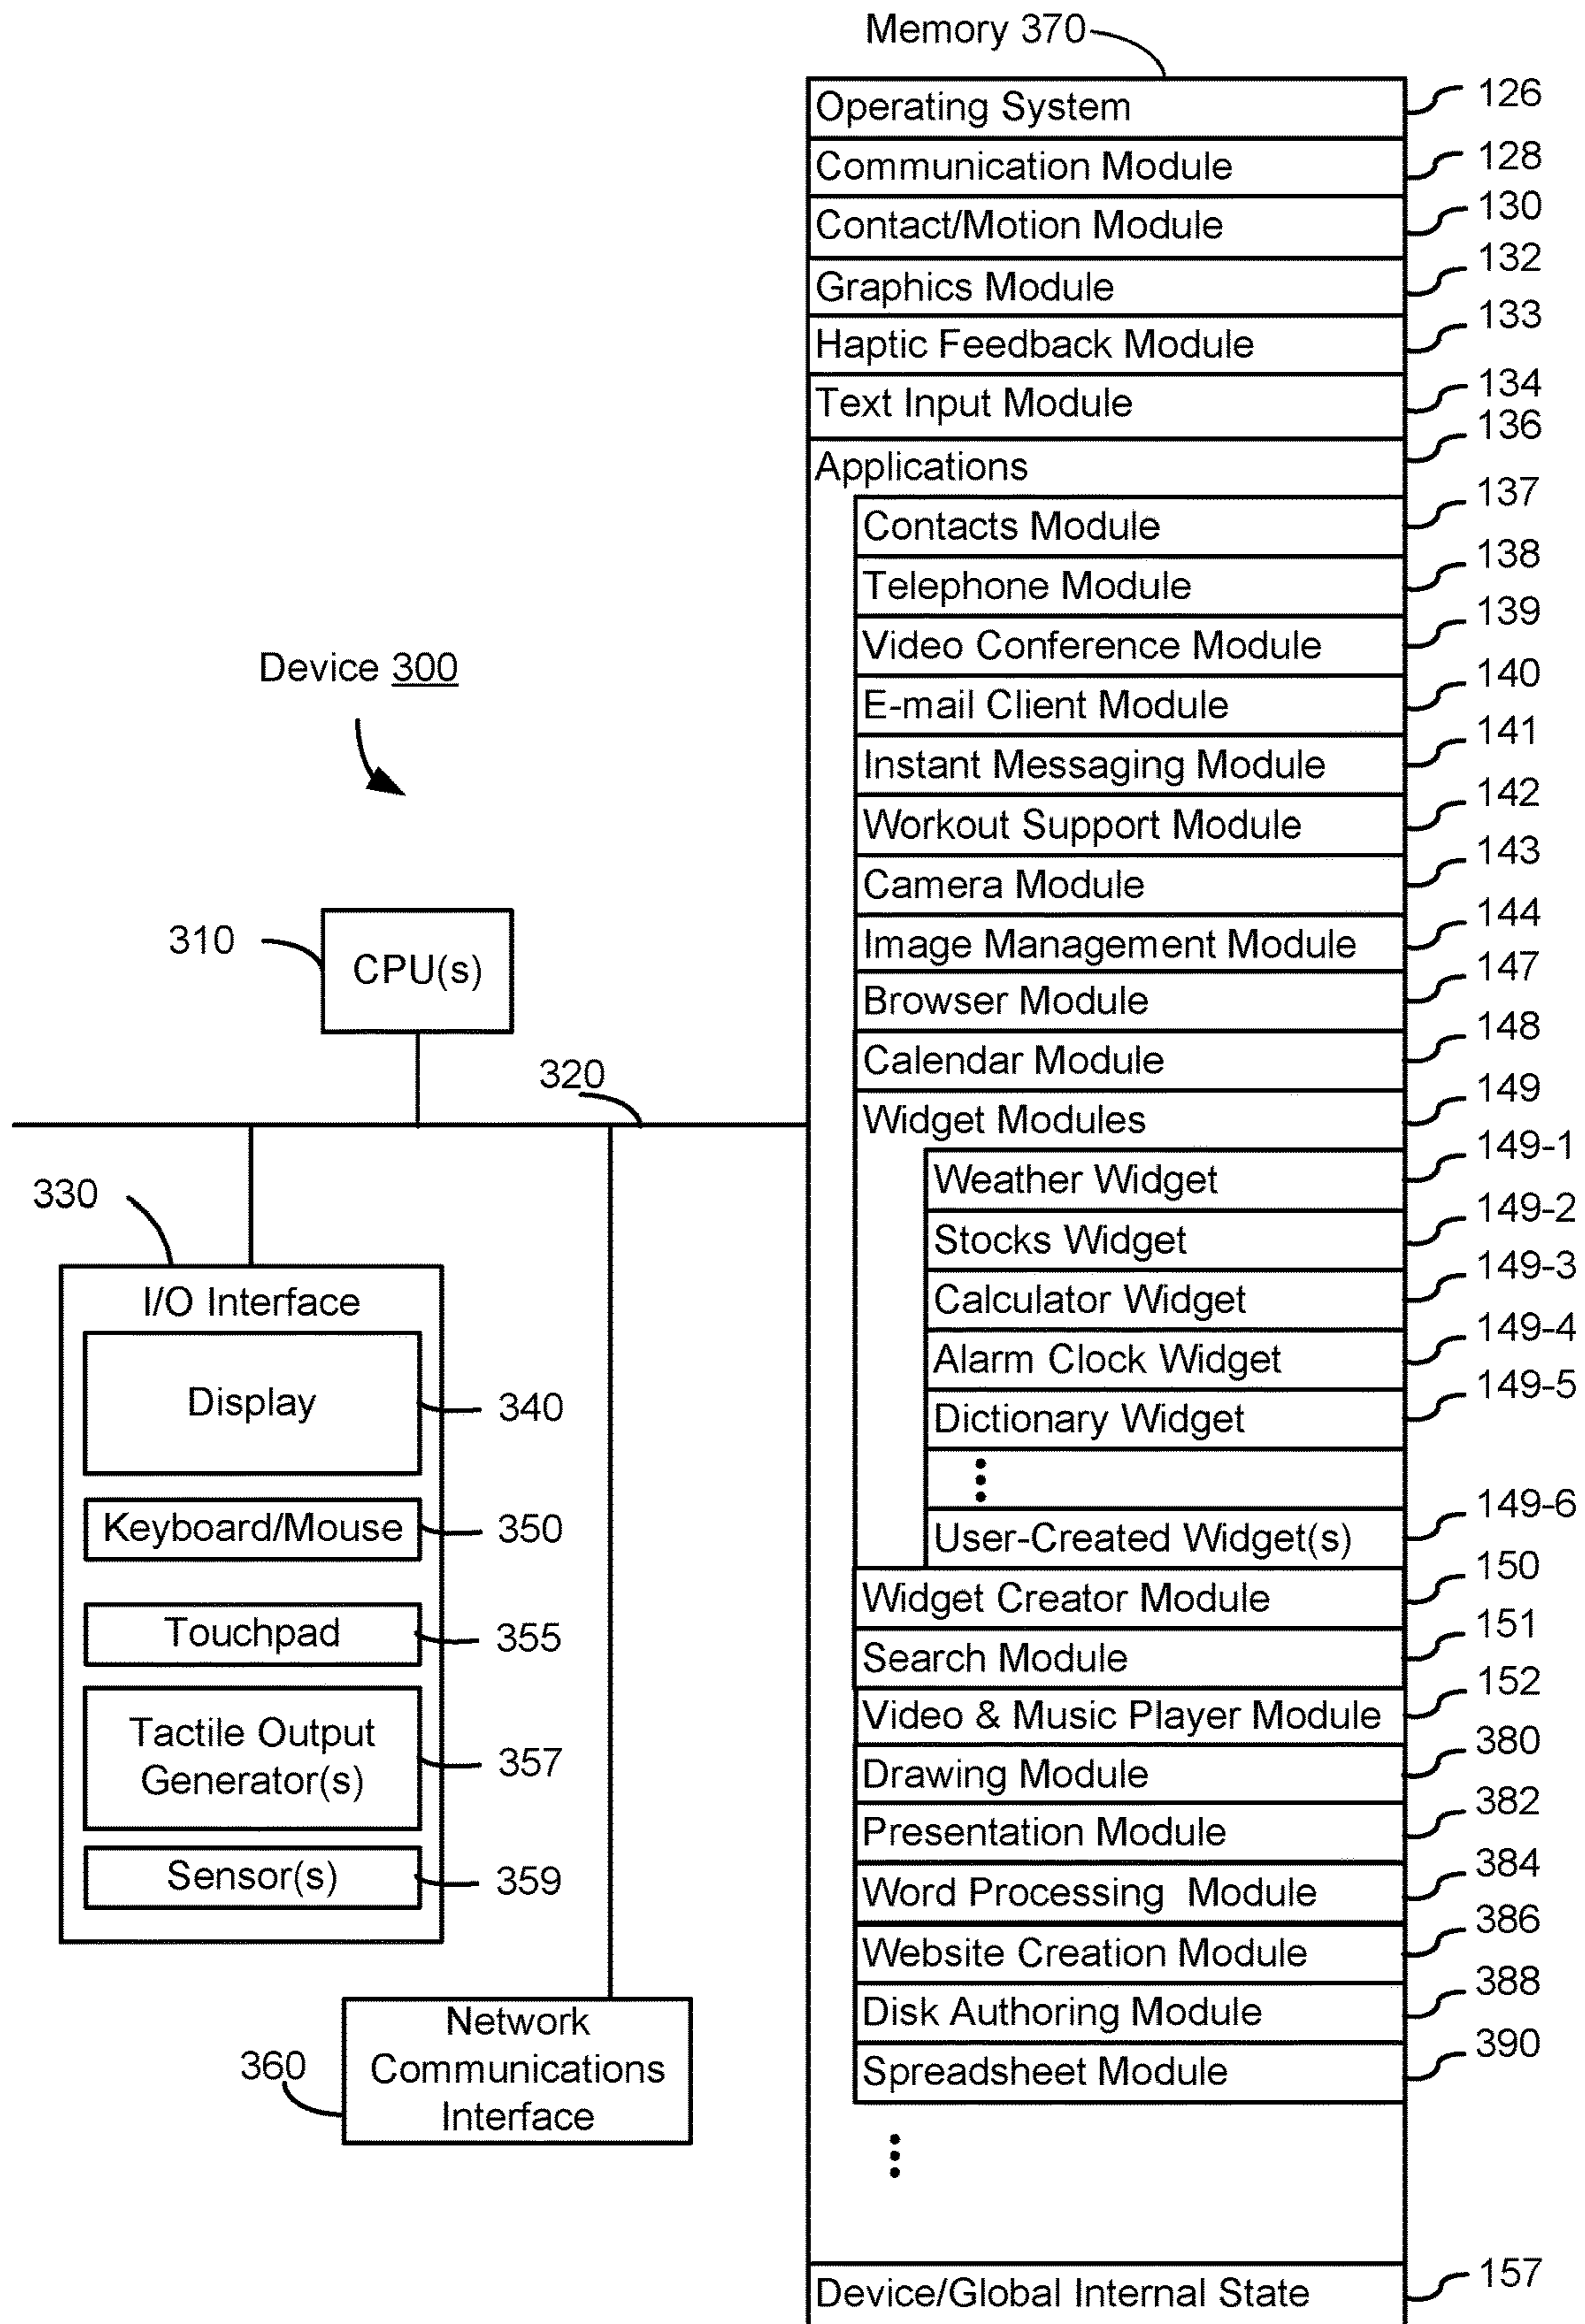 Memory 370
Operating System 126
Communication Module 128
Contact/Motion Module 130
Graphics Module 132
Haptic Feedback Module 133
Text Input Module 134
Applications 136
Contacts Module 137
Telephone Module 138
Video Conference Module 139
E-mail Client Module 140
Instant Messaging Module 141
Workout Support Module 142
Camera Module 143
Image Management Module 144
Browser Module 147
Calendar Module 148
Widget Modules 149
Weather Widget 149-1
Stocks Widget 149-2
Calculator Widget 149-3
Alarm Clock Widget 149-4
Dictionary Widget 149-5
User-Created Widget(s) 149-6
Widget Creator Module 150
Search Module 151
Video & Music Player Module 152
Drawing Module 380
Presentation Module 382
Word Processing Module 384
Website Creation Module 386
Disk Authoring Module 388
Spreadsheet Module 390
Device/Global Internal State 157
Device 300
310
CPU(s)
320
330
I/O Interface
Display 340
Keyboard/Mouse 350
Touchpad 355
Tactile Output
Generator(s) 357
Sensor(s) 359
360
Network
Communications
Interface